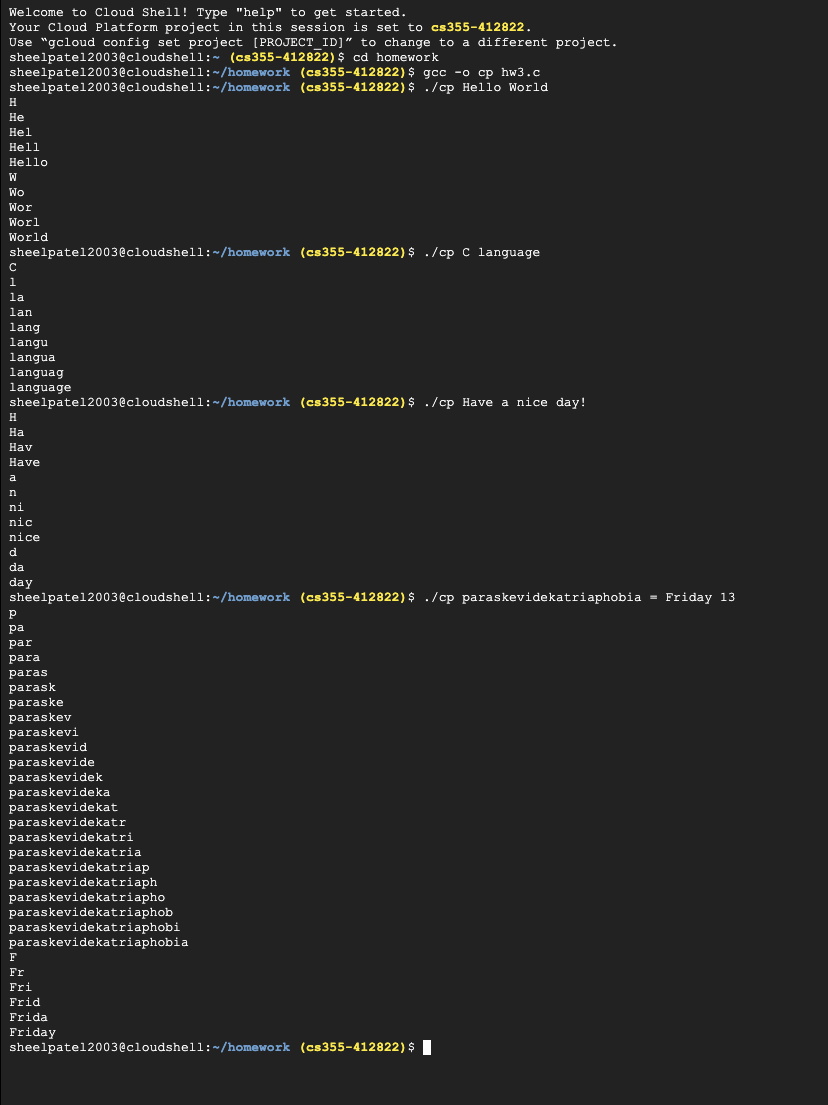 Welcome to Cloud Shell! Type "help" to get started.
Your Cloud Platform project in this session is set to cs355-412822.
Use “gcloud config set project [PROJECT_ID]” to change to a different project.
sheelpatel2003@cloudshell:~ (cs355-412822)$ cd homework
sheelpatel2003@cloudshell:~/homework (cs355-412822)$ gcc -o cp hw3.c
sheelpatel2003@cloudshell:~/homework (cs355-412822)$ ./cp Hello World
H
He
Hel
Hell
Hello
W
Wo
Wor
Worl
World
sheelpatel2003@cloudshell:~/homework (cs355-412822)$ ./cp C language
C
l
la
lan
lang
langu
langua
languag
language
sheelpatel2003@cloudshell:~/homework (cs355-412822)$ ./cp Have a nice day!
H
Ha
Hav
Have
a
n
ni
nic
nice
d
da
day
sheelpatel2003@cloudshell:~/homework (cs355-412822)$ ./cp paraskevidekatriaphobia = Friday 13
p
pa
par
para
paras
parask
paraske
paraskev
paraskevi
paraskevid
paraskevide
paraskevidek
paraskevideka
paraskevidekat
paraskevidekatr
paraskevidekatri
paraskevidekatria
paraskevidekatriap
paraskevidekatriaph
paraskevidekatriapho
paraskevidekatriaphob
paraskevidekatriaphobi
paraskevidekatriaphobia
F
Fr
Fri
Frid
Frida
Friday
sheelpatel2003@cloudshell:~/homework (cs355-412822)$